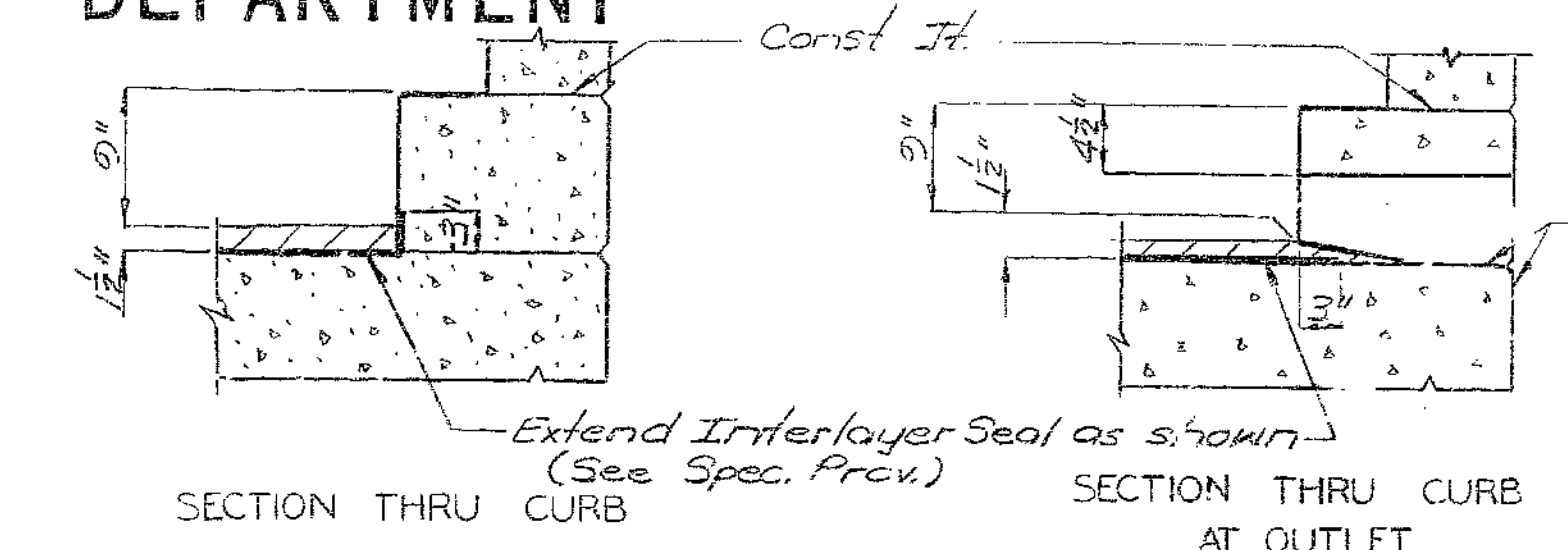 DEPARTMENT
Const Jt.
9"
1½"
3"
9"
1½"
4½"
3"
Extend Interlayer Seal as shown
(See Spec. Prov.)
SECTION THRU CURB
SECTION THRU CURB
AT OUTLET